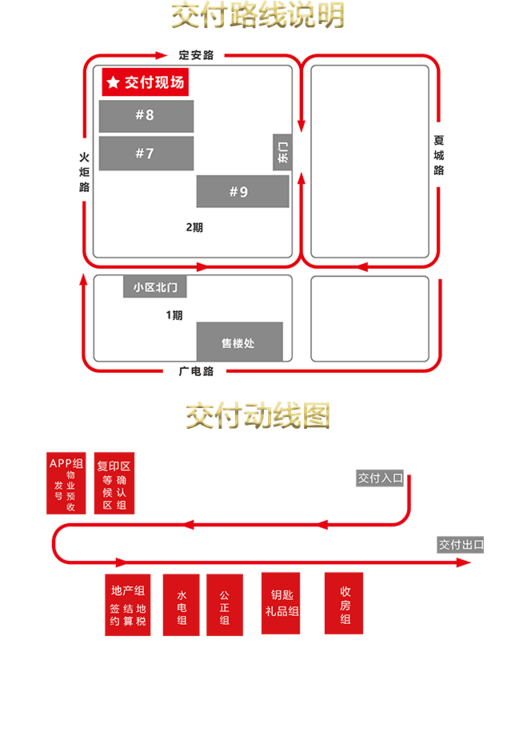 交付路线说明
定安路
交付现场
#8
#7
东门
#9
火炬路
夏城路
2期
小区北门
1期
售楼处
广电路
交付动线图
APP组
物业预收
发号
复印区
等候区
确认组
交付入口
交付出口
地产组
签约
结算
地税
水电组
公正组
钥匙
礼品组
收房组